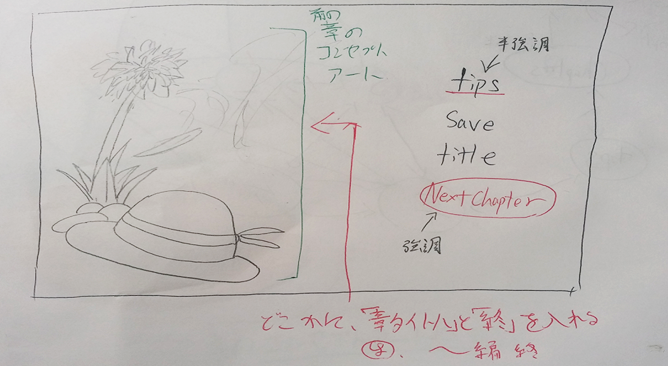 前の
章の
コンセプト
アート
半強調
tips
Save
title
Next Chapter
強調
どこかに、「章タイトル」と「終」を入れる
～編 終